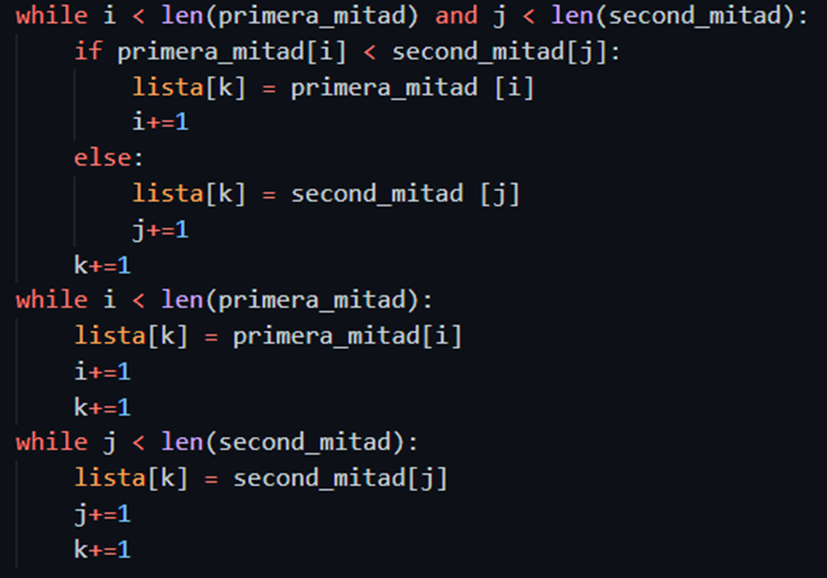 while i < len(primera_mitad) and j < len(second_mitad):
    if primera_mitad[i] < second_mitad[j]:
        lista[k] = primera_mitad [i]
        i+=1
    else:
        lista[k] = second_mitad [j]
        j+=1
    k+=1
while i < len(primera_mitad):
    lista[k] = primera_mitad[i]
    i+=1
    k+=1
while j < len(second_mitad):
    lista[k] = second_mitad[j]
    j+=1
    k+=1